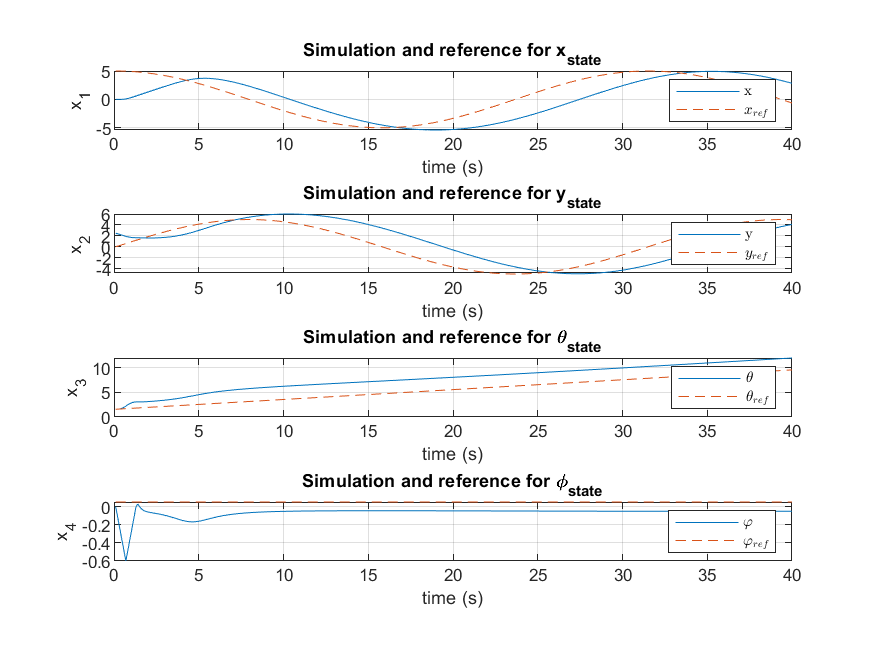 Simulation and reference for x_state
5
0
-5
x_1
x
x_ref
0 5 10 15 20 25 30 35 40
time (s)
Simulation and reference for y_state
6
4
2
0
-2
-4
x_2
y
y_ref
0 5 10 15 20 25 30 35 40
time (s)
Simulation and reference for θ_state
10
5
0
x_3
θ
θ_ref
0 5 10 15 20 25 30 35 40
time (s)
Simulation and reference for ϕ_state
0
-0.2
-0.4
-0.6
x_4
φ
φ_ref
0 5 10 15 20 25 30 35 40
time (s)